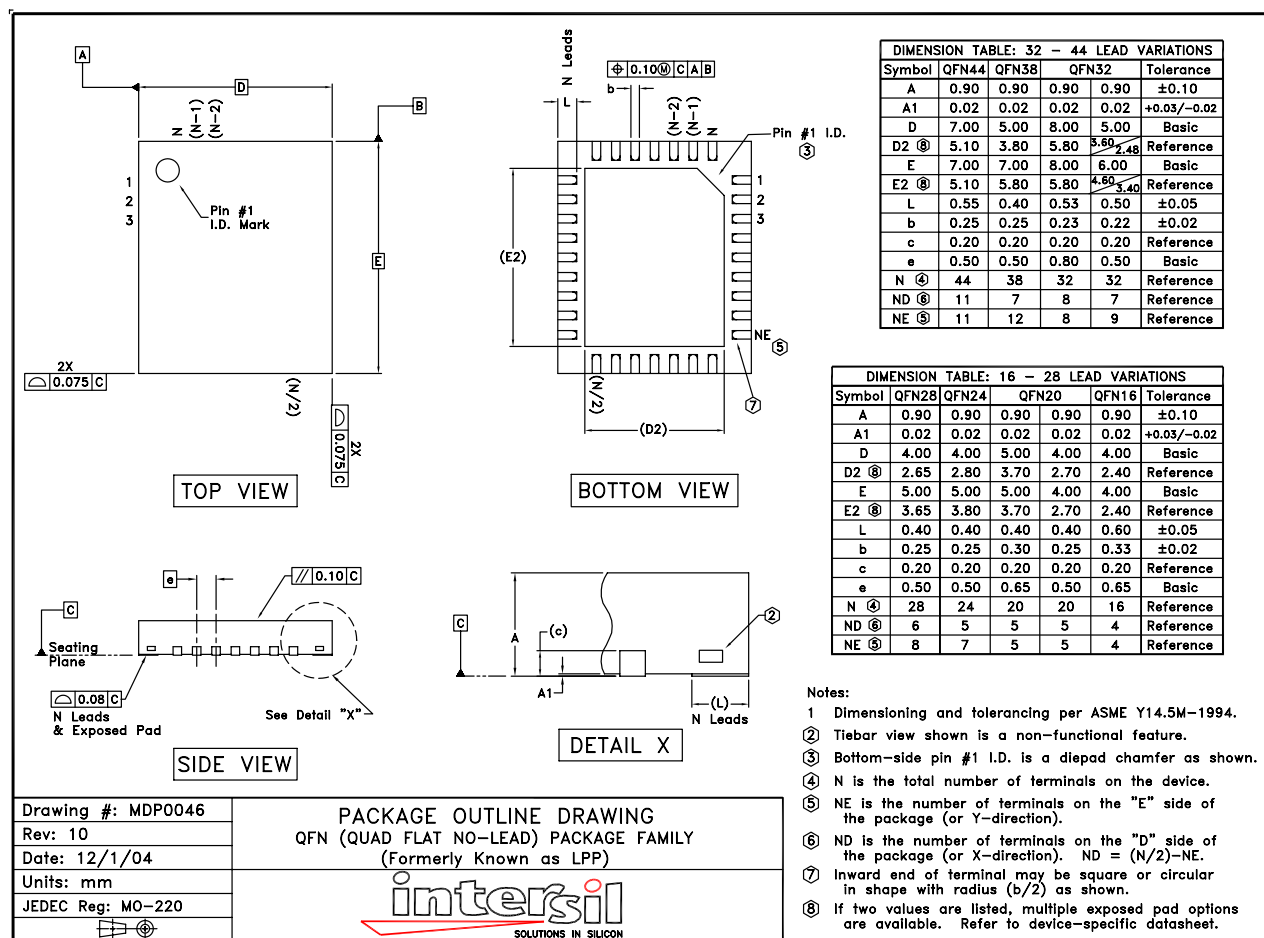 A
D
B
N
(N-1)
(N-2)
1
2
3
Pin #1
I.D. Mark
E
2X
0.075 C
(N/2)
0.075 C
2X
TOP VIEW
N Leads
L
0.10 Ⓜ C A B
b
(N-2)
(N-1)
N
Pin #1 I.D.
3
1
2
3
(E2)
NE
5
(N/2)
7
(D2)
BOTTOM VIEW
e
// 0.10 C
C
Seating
Plane
0.08 C
N Leads
& Exposed Pad
See Detail "X"
SIDE VIEW
C
A
(c)
A1
2
(L)
N Leads
DETAIL X
DIMENSION TABLE: 32 - 44 LEAD VARIATIONS
Symbol QFN44 QFN38 QFN32 Tolerance
A 0.90 0.90 0.90 0.90 ±0.10
A1 0.02 0.02 0.02 0.02 +0.03/-0.02
D 7.00 5.00 8.00 5.00 Basic
D2 ⑧ 5.10 3.80 5.80 3.60/2.48 Reference
E 7.00 7.00 8.00 6.00 Basic
E2 ⑧ 5.10 5.80 5.80 4.60/3.40 Reference
L 0.55 0.40 0.53 0.50 ±0.05
b 0.25 0.25 0.23 0.22 ±0.02
c 0.20 0.20 0.20 0.20 Reference
e 0.50 0.50 0.80 0.50 Basic
N ④ 44 38 32 32 Reference
ND ⑥ 11 7 8 7 Reference
NE ⑤ 11 12 8 9 Reference
DIMENSION TABLE: 16 - 28 LEAD VARIATIONS
Symbol QFN28 QFN24 QFN20 QFN16 Tolerance
A 0.90 0.90 0.90 0.90 0.90 ±0.10
A1 0.02 0.02 0.02 0.02 0.02 +0.03/-0.02
D 4.00 4.00 5.00 4.00 4.00 Basic
D2 ⑧ 2.65 2.80 3.70 2.70 2.40 Reference
E 5.00 5.00 5.00 4.00 4.00 Basic
E2 ⑧ 3.65 3.80 3.70 2.70 2.40 Reference
L 0.40 0.40 0.40 0.40 0.60 ±0.05
b 0.25 0.25 0.30 0.25 0.33 ±0.02
c 0.20 0.20 0.20 0.20 0.20 Reference
e 0.50 0.50 0.65 0.50 0.65 Basic
N ④ 28 24 20 20 16 Reference
ND ⑥ 6 5 5 5 4 Reference
NE ⑤ 8 7 5 5 4 Reference
Notes:
1 Dimensioning and tolerancing per ASME Y14.5M-1994.
② Tiebar view shown is a non-functional feature.
③ Bottom-side pin #1 I.D. is a diepad chamfer as shown.
④ N is the total number of terminals on the device.
⑤ NE is the number of terminals on the "E" side of
the package (or Y-direction).
⑥ ND is the number of terminals on the "D" side of
the package (or X-direction). ND = (N/2)-NE.
⑦ Inward end of terminal may be square or circular
in shape with radius (b/2) as shown.
⑧ If two values are listed, multiple exposed pad options
are available. Refer to device-specific datasheet.
Drawing #: MDP0046
Rev: 10
Date: 12/1/04
Units: mm
JEDEC Reg: MO-220
PACKAGE OUTLINE DRAWING
QFN (QUAD FLAT NO-LEAD) PACKAGE FAMILY
(Formerly Known as LPP)
intersil
SOLUTIONS IN SILICON